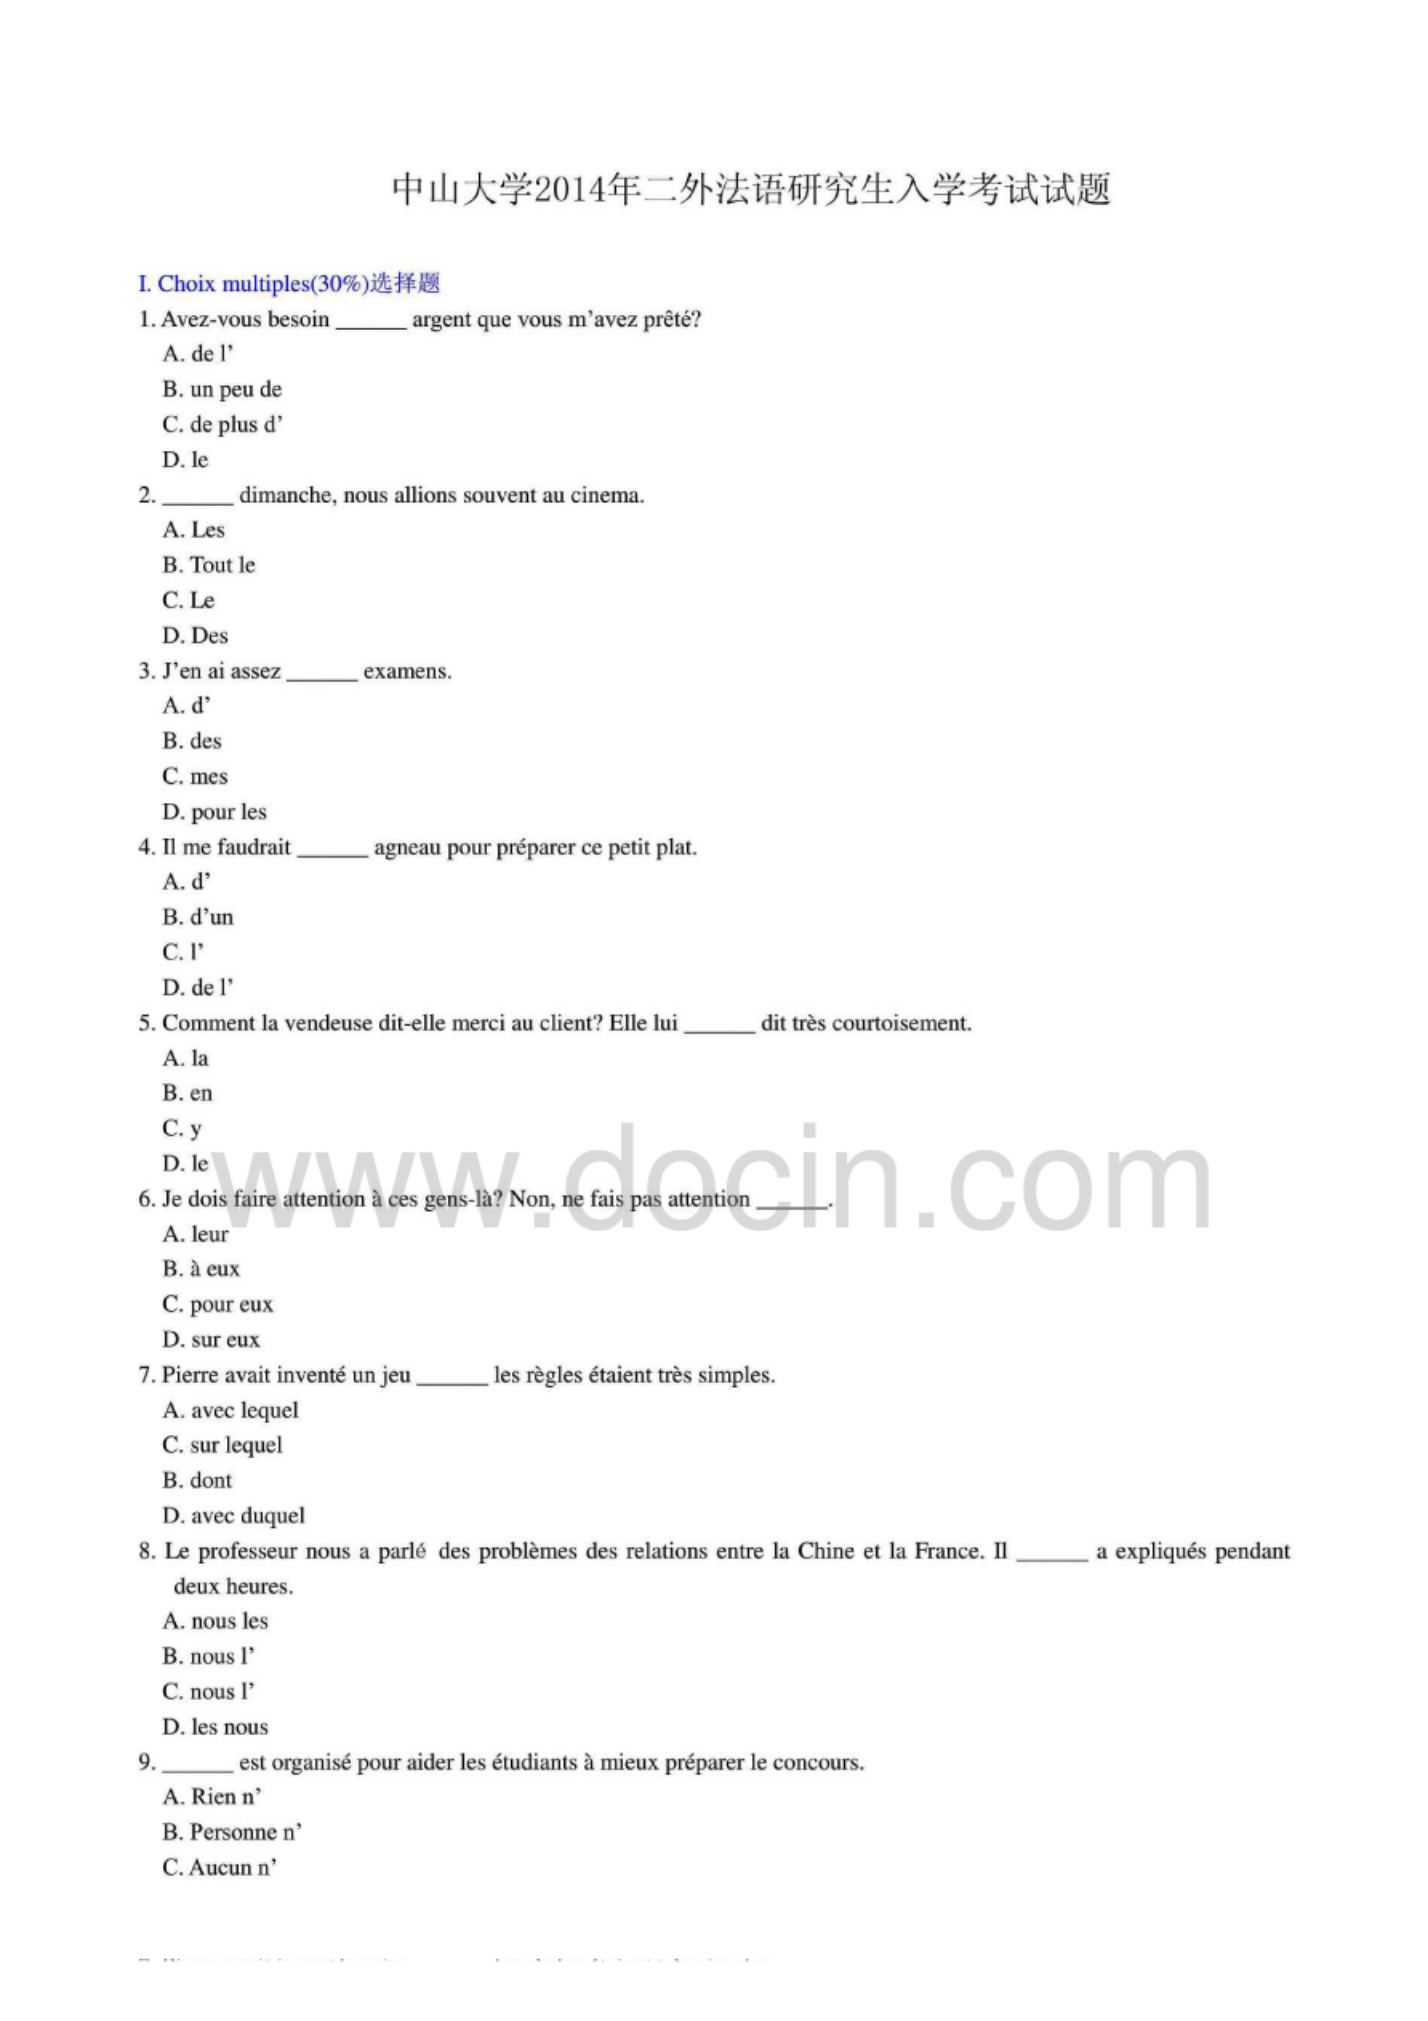 中山大学2014年二外法语研究生入学考试试题
I. Choix multiples(30%)选择题
1. Avez-vous besoin ______ argent que vous m’avez prêté?
A. de l’
B. un peu de
C. de plus d’
D. le
2. ______ dimanche, nous allions souvent au cinema.
A. Les
B. Tout le
C. Le
D. Des
3. J’en ai assez ______ examens.
A. d’
B. des
C. mes
D. pour les
4. Il me faudrait ______ agneau pour préparer ce petit plat.
A. d’
B. d’un
C. l’
D. de l’
5. Comment la vendeuse dit-elle merci au client? Elle lui ______ dit très courtoisement.
A. la
B. en
C. y
D. le
www.docin.com
6. Je dois faire attention à ces gens-là? Non, ne fais pas attention ______.
A. leur
B. à eux
C. pour eux
D. sur eux
7. Pierre avait inventé un jeu ______ les règles étaient très simples.
A. avec lequel
C. sur lequel
B. dont
D. avec duquel
8. Le professeur nous a parlé des problèmes des relations entre la Chine et la France. Il ______ a expliqués pendant
deux heures.
A. nous les
B. nous l’
C. nous l’
D. les nous
9. ______ est organisé pour aider les étudiants à mieux préparer le concours.
A. Rien n’
B. Personne n’
C. Aucun n’